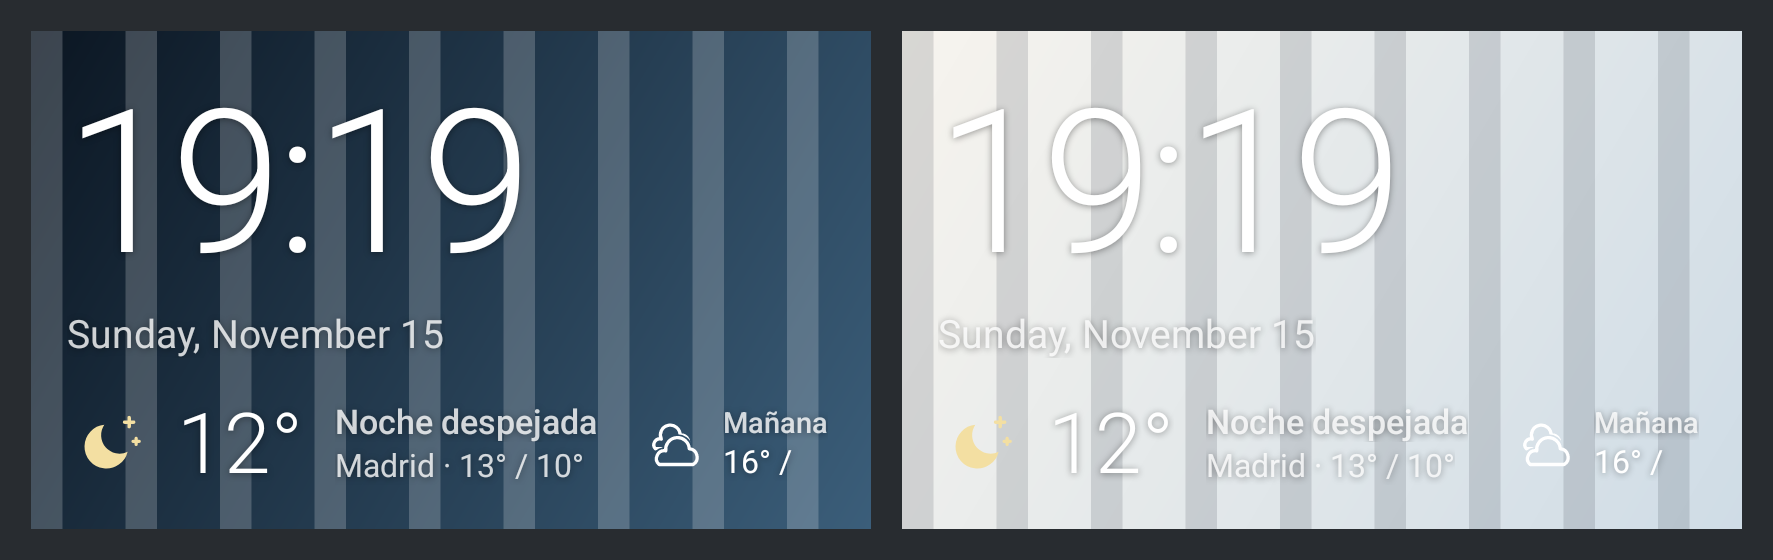 19:19
Sunday, November 15
12°
Noche despejada
Madrid · 13° / 10°
Mañana
16° /
19:19
Sunday, November 15
12°
Noche despejada
Madrid · 13° / 10°
Mañana
16° /